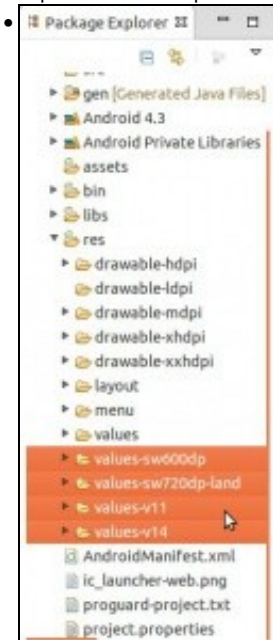 Package Explorer
gen [Generated Java Files]
Android 4.3
Android Private Libraries
assets
bin
libs
res
drawable-hdpi
drawable-ldpi
drawable-mdpi
drawable-xhdpi
drawable-xxhdpi
layout
menu
values
values-sw600dp
values-sw720dp-land
values-v11
values-v14
AndroidManifest.xml
ic_launcher-web.png
proguard-project.txt
project.properties